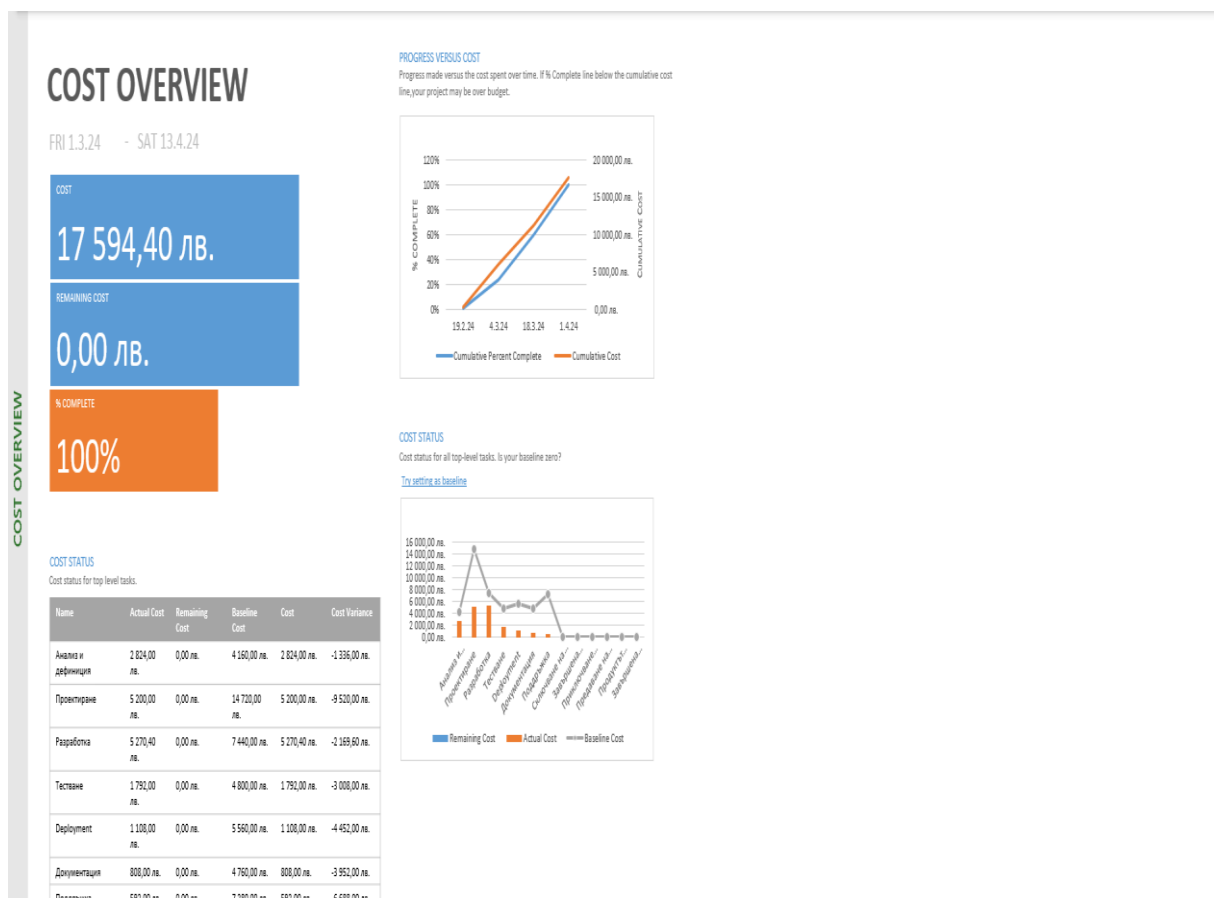 COST OVERVIEW
COST OVERVIEW
FRI 1.3.24 - SAT 13.4.24
COST
17 594,40 лв.
REMAINING COST
0,00 лв.
% COMPLETE
100%
COST STATUS
Cost status for top level tasks.
Name Actual Cost Remaining Baseline Cost Cost Variance
Cost Cost
Анализ и 2 824,00 0,00 лв. 4 160,00 лв. 2 824,00 лв. -1 336,00 лв.
дефиниция лв.
Проектиране 5 200,00 0,00 лв. 14 720,00 5 200,00 лв. -9 520,00 лв.
лв. лв.
Разработка 5 270,40 0,00 лв. 7 440,00 лв. 5 270,40 лв. -2 169,60 лв.
лв.
Тестване 1 792,00 0,00 лв. 4 800,00 лв. 1 792,00 лв. -3 008,00 лв.
лв.
Deployment 1 108,00 0,00 лв. 5 560,00 лв. 1 108,00 лв. -4 452,00 лв.
лв.
Документация 808,00 лв. 0,00 лв. 4 760,00 лв. 808,00 лв. -3 952,00 лв.
PROGRESS VERSUS COST
Progress made versus the cost spent over time. If % Complete line below the cumulative cost
line,your project may be over budget.
% COMPLETE
120%
100%
80%
60%
40%
20%
0%
20 000,00 лв.
15 000,00 лв.
10 000,00 лв.
5 000,00 лв.
0,00 лв.
CUMULATIVE COST
19.2.24 4.3.24 18.3.24 1.4.24
Cumulative Percent Complete Cumulative Cost
COST STATUS
Cost status for all top-level tasks. Is your baseline zero?
Try setting as baseline
16 000,00 лв.
14 000,00 лв.
12 000,00 лв.
10 000,00 лв.
8 000,00 лв.
6 000,00 лв.
4 000,00 лв.
2 000,00 лв.
0,00 лв.
Анализ и...
Проектиране
Разработка
Тестване
Deployment
Документация
Поддръжка
Сключване на...
Завършена...
Приключване...
Предаване на...
Продуктът...
Завършена...
Remaining Cost Actual Cost Baseline Cost